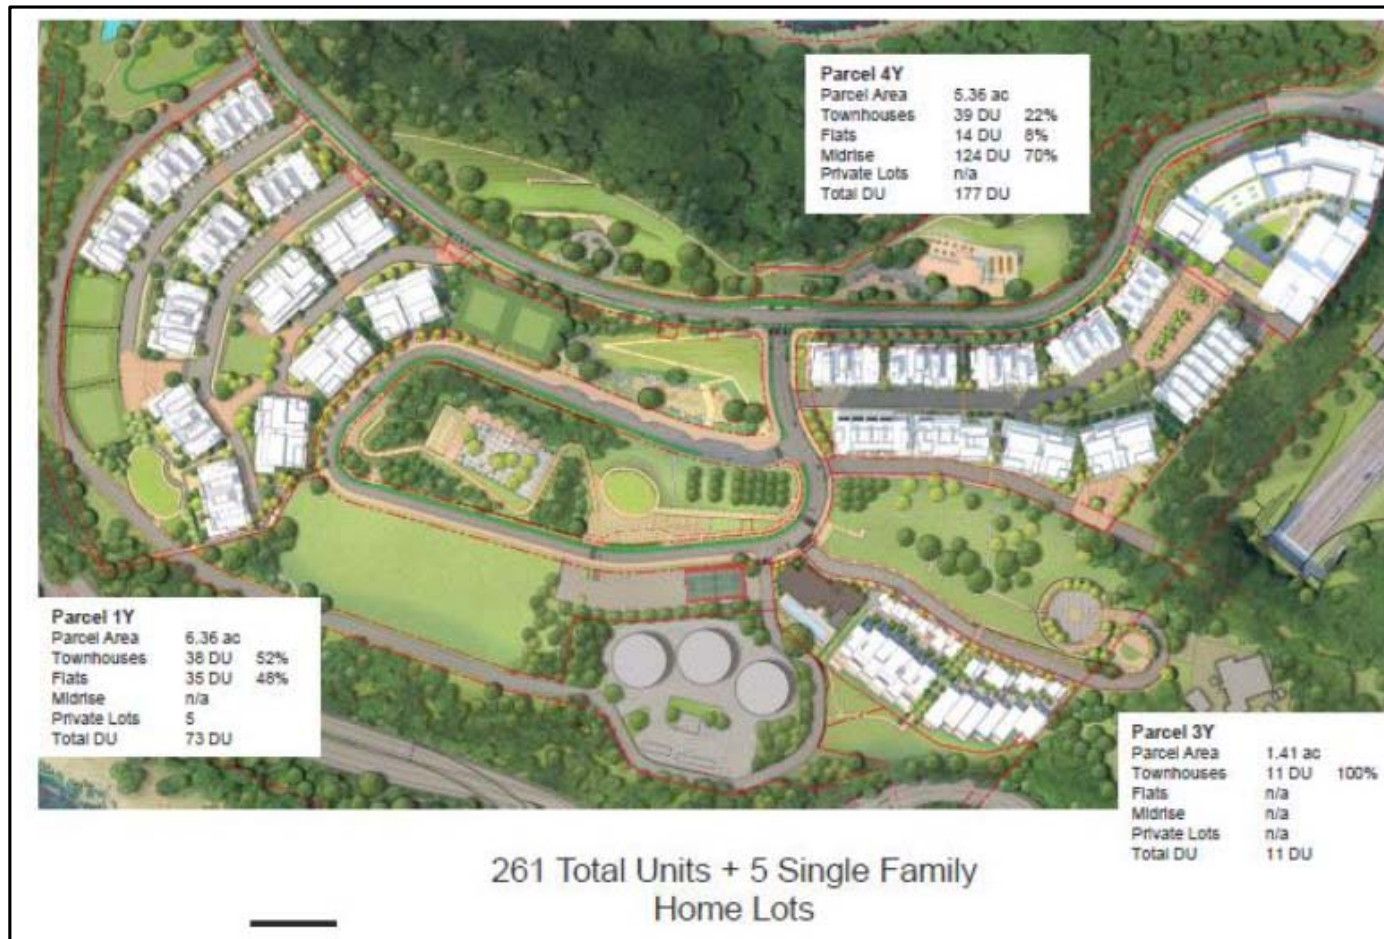 Parcel 4Y
Parcel Area 5.36 ac
Townhouses 39 DU 22%
Flats 14 DU 8%
Midrise 124 DU 70%
Private Lots n/a
Total DU 177 DU
Parcel 1Y
Parcel Area 6.36 ac
Townhouses 38 DU 52%
Flats 35 DU 48%
Midrise n/a
Private Lots 5
Total DU 73 DU
Parcel 3Y
Parcel Area 1.41 ac
Townhouses 11 DU 100%
Flats n/a
Midrise n/a
Private Lots n/a
Total DU 11 DU
261 Total Units + 5 Single Family
Home Lots